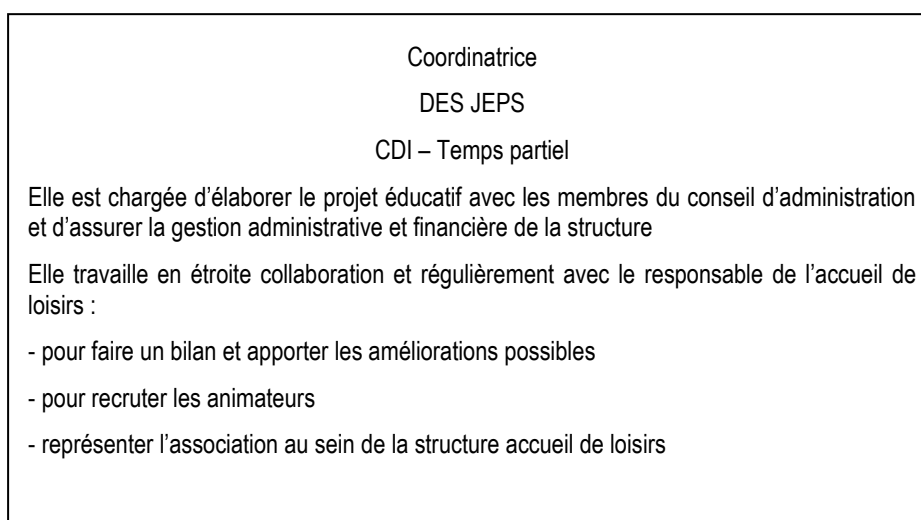 Coordinatrice
DES JEPS
CDI – Temps partiel
Elle est chargée d’élaborer le projet éducatif avec les membres du conseil d’administration
et d’assurer la gestion administrative et financière de la structure
Elle travaille en étroite collaboration et régulièrement avec le responsable de l’accueil de
loisirs :
- pour faire un bilan et apporter les améliorations possibles
- pour recruter les animateurs
- représenter l’association au sein de la structure accueil de loisirs